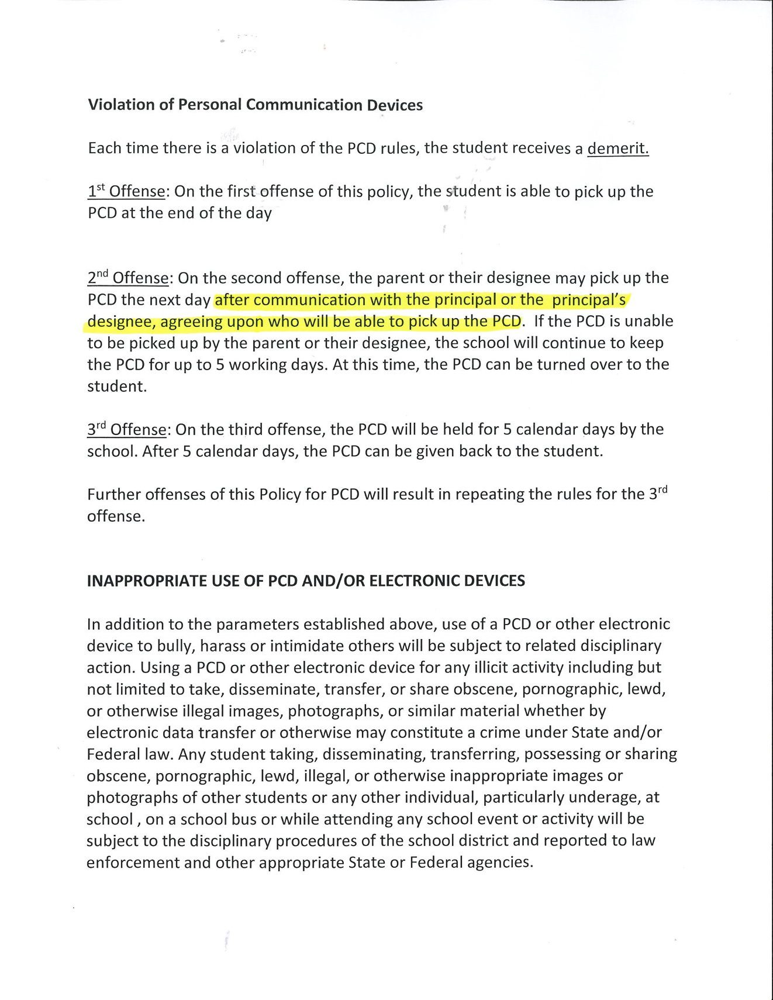 Violation of Personal Communication Devices
Each time there is a violation of the PCD rules, the student receives a demerit.
1st Offense: On the first offense of this policy, the student is able to pick up the
PCD at the end of the day
2nd Offense: On the second offense, the parent or their designee may pick up the
PCD the next day after communication with the principal or the  principal's
designee, agreeing upon who will be able to pick up the PCD.  If the PCD is unable
to be picked up by the parent or their designee, the school will continue to keep
the PCD for up to 5 working days. At this time, the PCD can be turned over to the
student.
3rd Offense: On the third offense, the PCD will be held for 5 calendar days by the
school. After 5 calendar days, the PCD can be given back to the student.
Further offenses of this Policy for PCD will result in repeating the rules for the 3rd
offense.
INAPPROPRIATE USE OF PCD AND/OR ELECTRONIC DEVICES
In addition to the parameters established above, use of a PCD or other electronic
device to bully, harass or intimidate others will be subject to related disciplinary
action. Using a PCD or other electronic device for any illicit activity including but
not limited to take, disseminate, transfer, or share obscene, pornographic, lewd,
or otherwise illegal images, photographs, or similar material whether by
electronic data transfer or otherwise may constitute a crime under State and/or
Federal law. Any student taking, disseminating, transferring, possessing or sharing
obscene, pornographic, lewd, illegal, or otherwise inappropriate images or
photographs of other students or any other individual, particularly underage, at
school , on a school bus or while attending any school event or activity will be
subject to the disciplinary procedures of the school district and reported to law
enforcement and other appropriate State or Federal agencies.